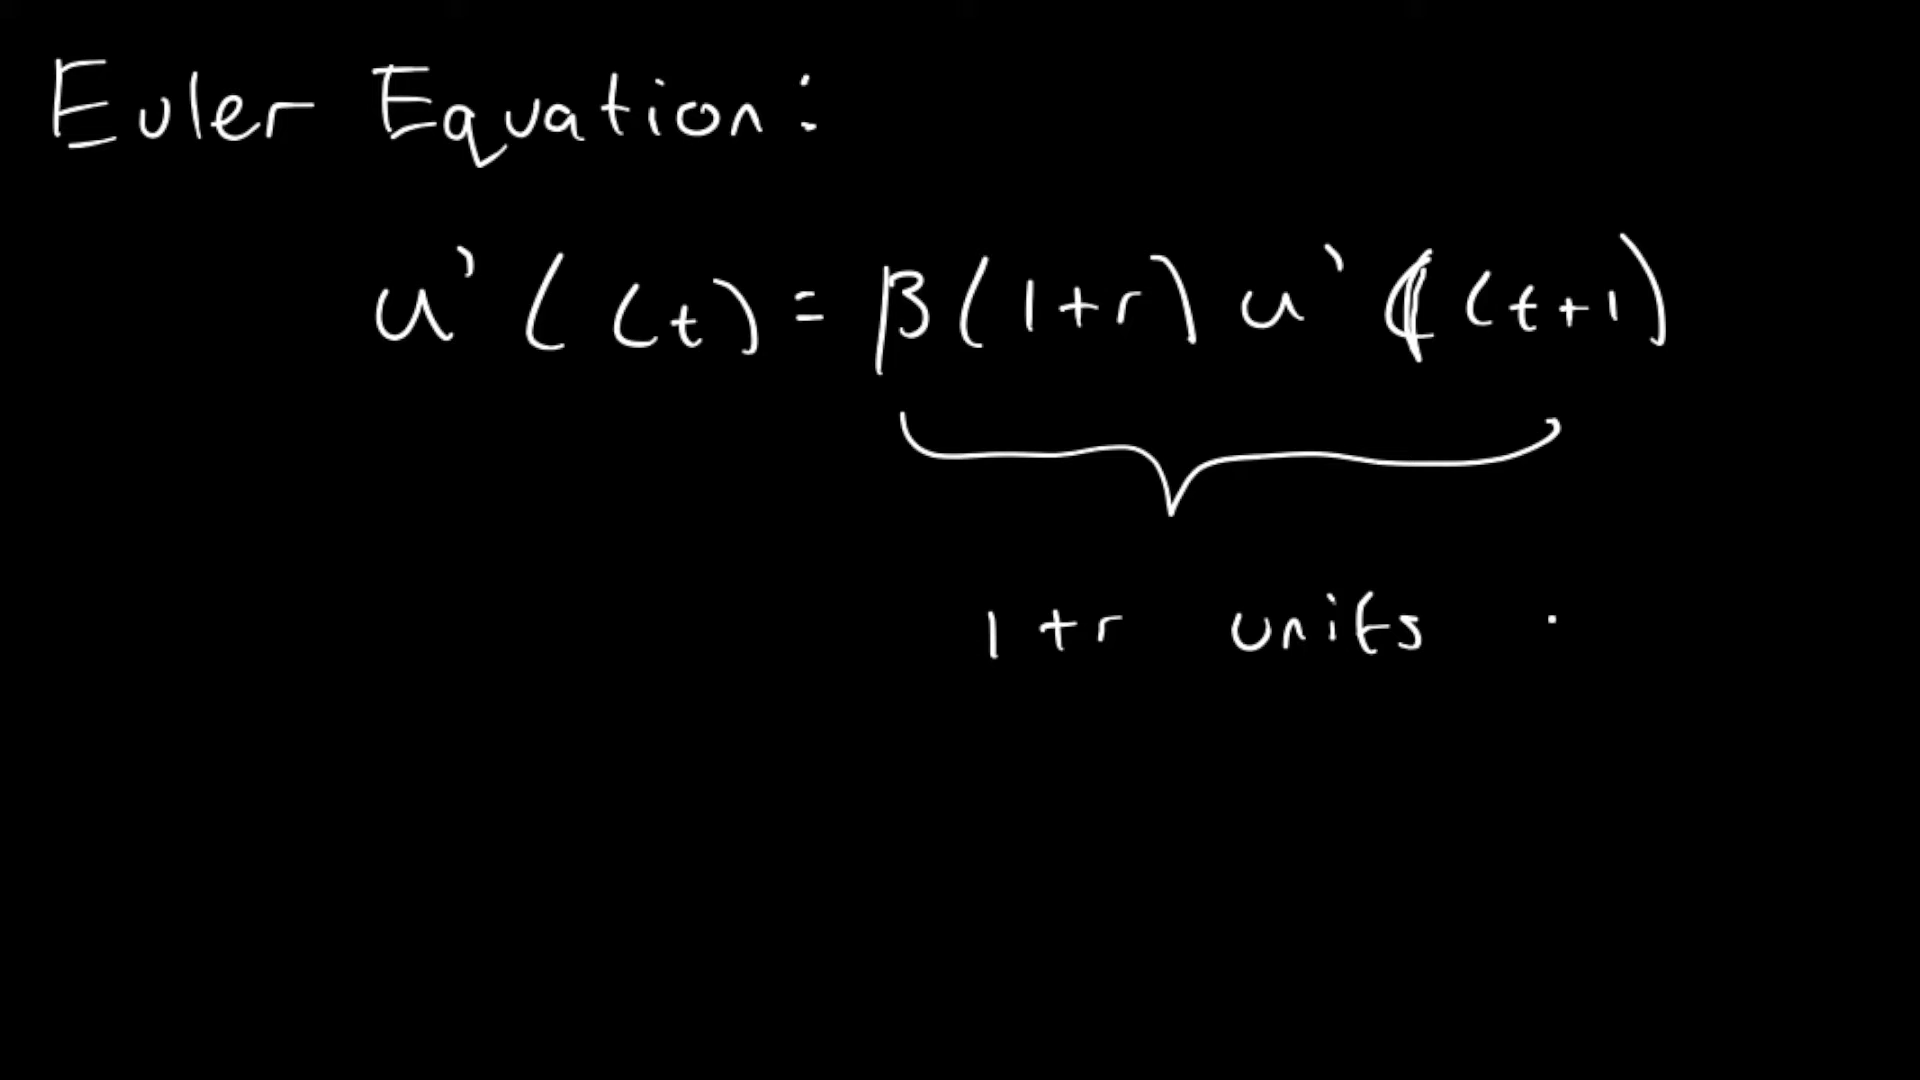 Euler Equation:
u'(Ct) = β(1+r) u'(Ct+1)
1+r units